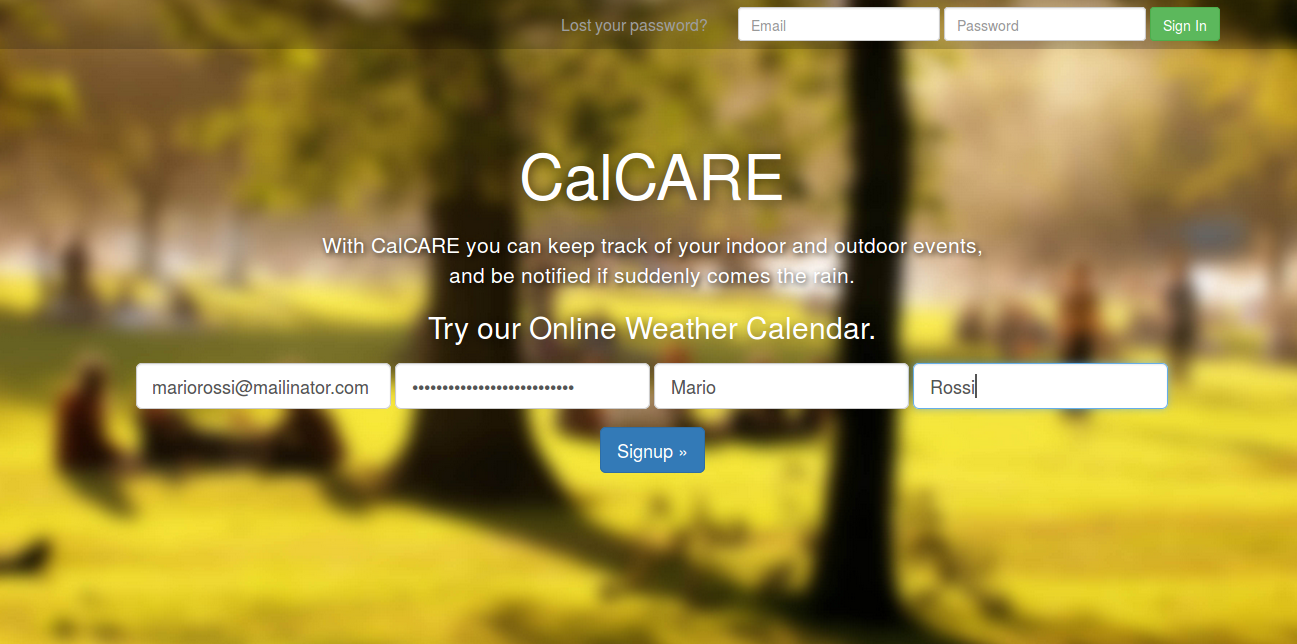 Lost your password? Email Password Sign In
CalCARE
With CalCARE you can keep track of your indoor and outdoor events,
and be notified if suddenly comes the rain.
Try our Online Weather Calendar.
mariorossi@mailinator.com •••••••••••••••••••••••••• Mario Rossi
Signup »